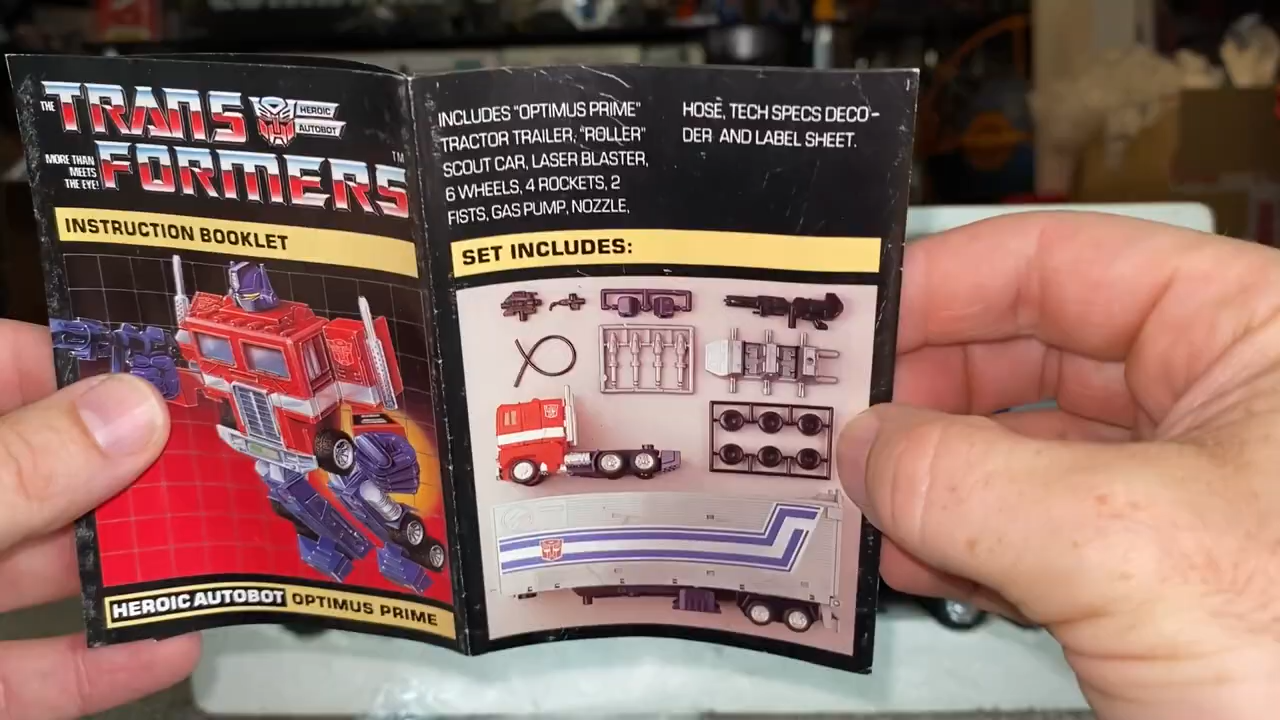 THE
TRANS
HEROIC
AUTOBOT
MORE THAN
MEETS
THE EYE!
FORMERS
TM
INSTRUCTION BOOKLET
HEROIC AUTOBOT OPTIMUS PRIME
INCLUDES "OPTIMUS PRIME"
TRACTOR TRAILER, "ROLLER"
SCOUT CAR, LASER BLASTER,
6 WHEELS, 4 ROCKETS, 2
FISTS, GAS PUMP, NOZZLE,
HOSE, TECH SPECS DECO-
DER AND LABEL SHEET.
SET INCLUDES: